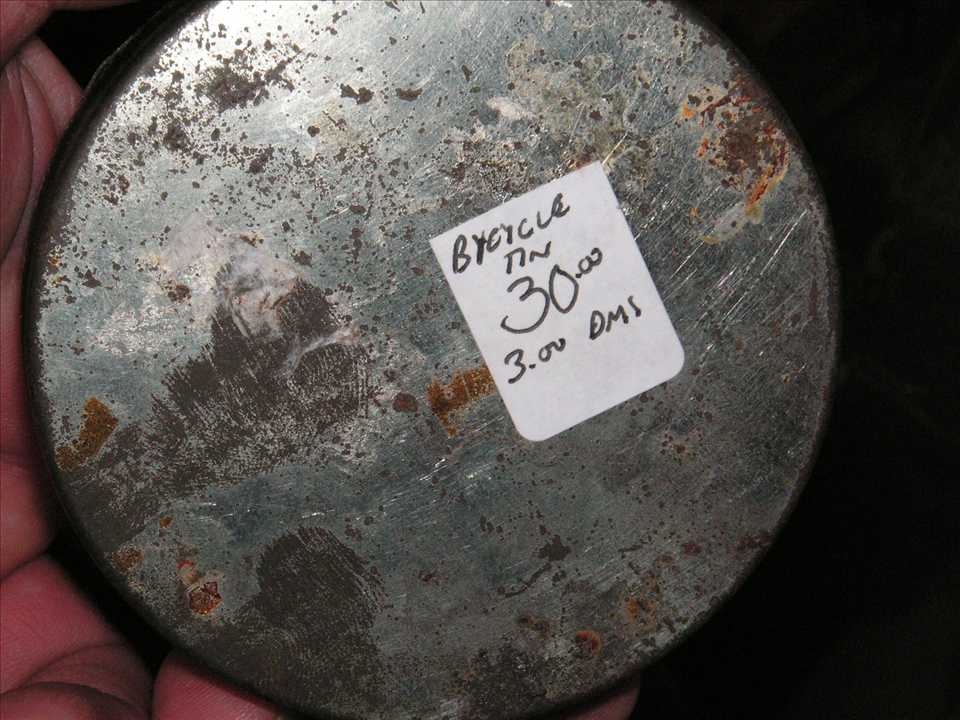 BYCYCLE
TIN
30.00
3.00 DMS